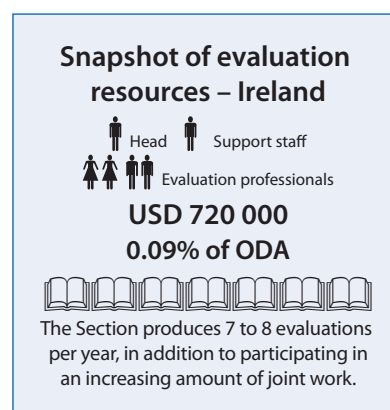 Snapshot of evaluation
resources – Ireland
Head Support staff
Evaluation professionals
USD 720 000
0.09% of ODA
The Section produces 7 to 8 evaluations
per year, in addition to participating in
an increasing amount of joint work.